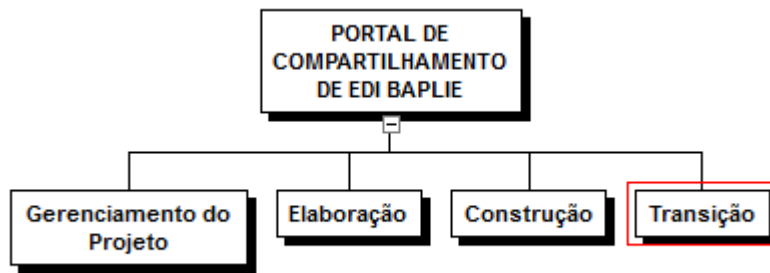 PORTAL DE
COMPARTILHAMENTO
DE EDI BAPLIE
Gerenciamento do
Projeto
Elaboração
Construção
Transição